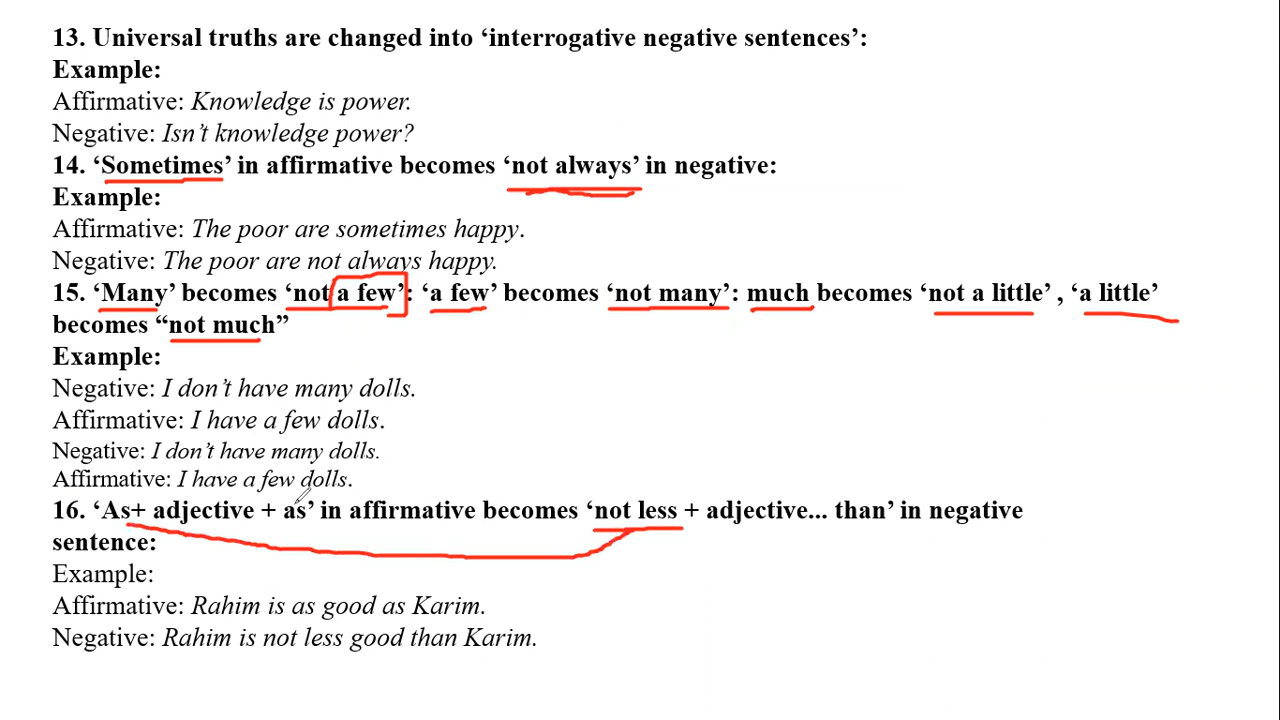 13. Universal truths are changed into ‘interrogative negative sentences’:
Example:
Affirmative: Knowledge is power.
Negative: Isn’t knowledge power?
14. ‘Sometimes’ in affirmative becomes ‘not always’ in negative:
Example:
Affirmative: The poor are sometimes happy.
Negative: The poor are not always happy.
15. ‘Many’ becomes ‘not a few’: ‘a few’ becomes ‘not many’: much becomes ‘not a little’ , ‘a little’
becomes “not much”
Example:
Negative: I don’t have many dolls.
Affirmative: I have a few dolls.
Negative: I don’t have many dolls.
Affirmative: I have a few dolls.
16. ‘As+ adjective + as’ in affirmative becomes ‘not less + adjective... than’ in negative
sentence:
Example:
Affirmative: Rahim is as good as Karim.
Negative: Rahim is not less good than Karim.